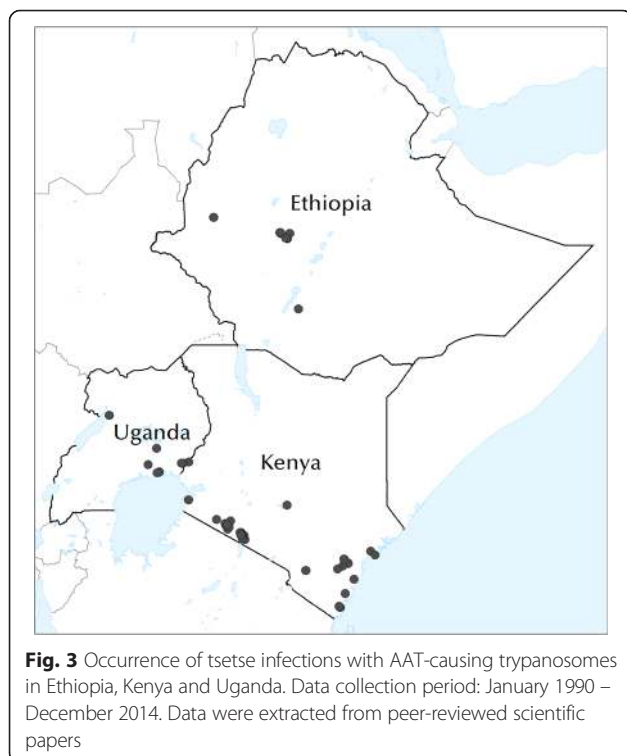 Ethiopia
Uganda
Kenya
Fig. 3 Occurrence of tsetse infections with AAT-causing trypanosomes
in Ethiopia, Kenya and Uganda. Data collection period: January 1990 –
December 2014. Data were extracted from peer-reviewed scientific
papers